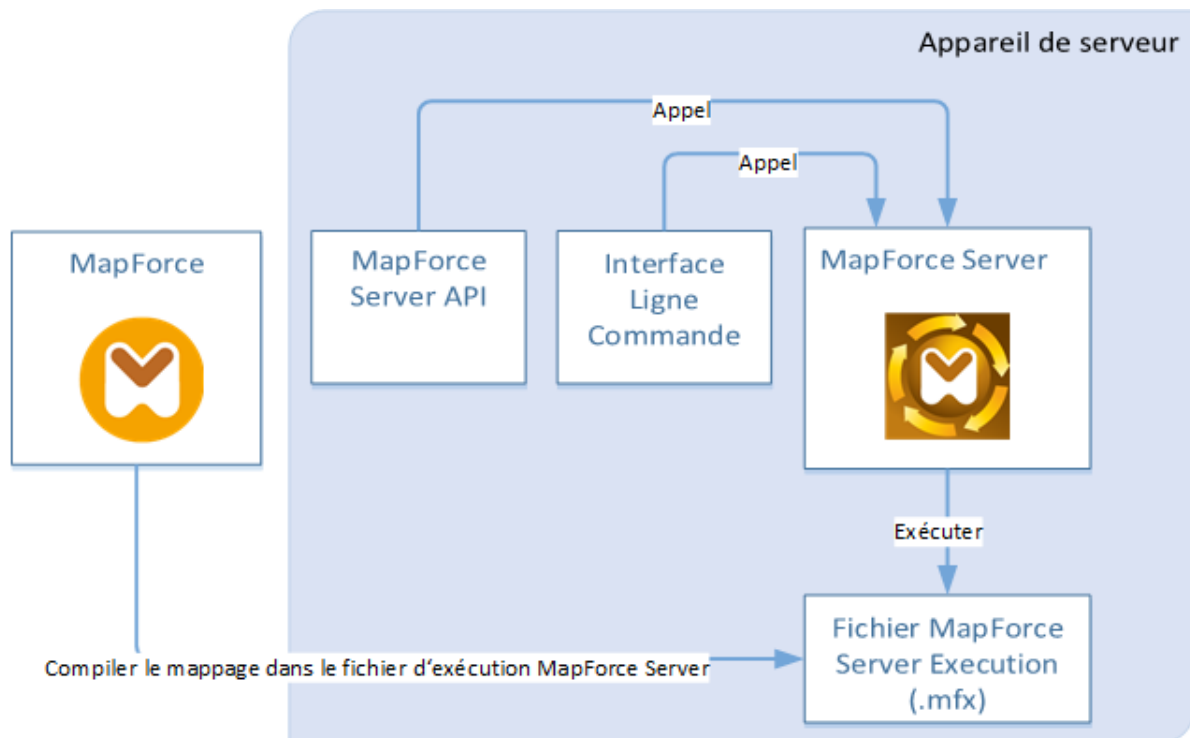 Appareil de serveur
Appel
Appel
MapForce
MapForce
Server API
Interface
Ligne
Commande
MapForce Server
Exécuter
Compiler le mappage dans le fichier d‘exécution MapForce Server
Fichier MapForce
Server Execution
(.mfx)